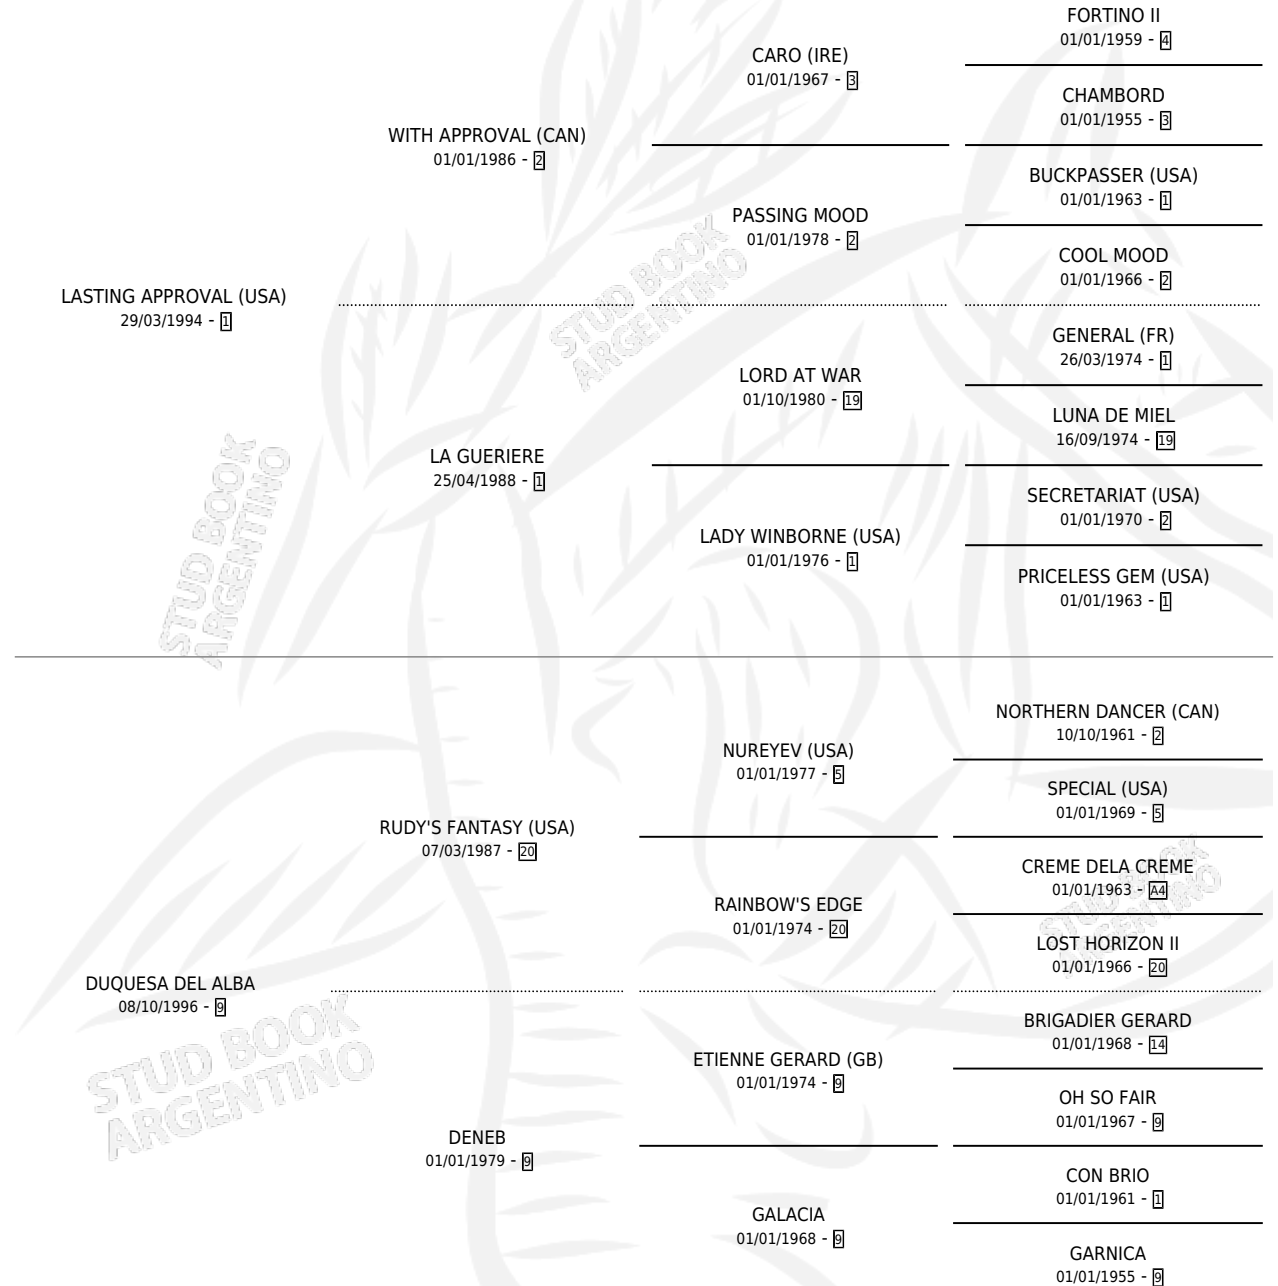 FORTINO II
01/01/1959 - 4
CARO (IRE)
01/01/1967 - 3
CHAMBORD
01/01/1955 - 3
WITH APPROVAL (CAN)
01/01/1986 - 2
BUCKPASSER (USA)
01/01/1963 - 1
PASSING MOOD
01/01/1978 - 2
COOL MOOD
01/01/1966 - 2
LASTING APPROVAL (USA)
29/03/1994 - 1
STUD BOOK
ARGENTINO
GENERAL (FR)
26/03/1974 - 1
LORD AT WAR
01/10/1980 - 19
LUNA DE MIEL
16/09/1974 - 19
LA GUERIERE
25/04/1988 - 1
SECRETARIAT (USA)
01/01/1970 - 2
LADY WINBORNE (USA)
01/01/1976 - 1
PRICELESS GEM (USA)
01/01/1963 - 1
STUD BOOK
ARGENTINO
NORTHERN DANCER (CAN)
10/10/1961 - 2
NUREYEV (USA)
01/01/1977 - 5
SPECIAL (USA)
01/01/1969 - 5
RUDY'S FANTASY (USA)
07/03/1987 - 20
CREME DELA CREME
01/01/1963 - A4
RAINBOW'S EDGE
01/01/1974 - 20
LOST HORIZON II
01/01/1966 - 20
STUD BOOK
ARGENTINO
DUQUESA DEL ALBA
08/10/1996 - 9
BRIGADIER GERARD
01/01/1968 - 14
ETIENNE GERARD (GB)
01/01/1974 - 9
OH SO FAIR
01/01/1967 - 9
STUD BOOK
ARGENTINO
DENEB
01/01/1979 - 9
CON BRIO
01/01/1961 - 1
GALACIA
01/01/1968 - 9
GARNICA
01/01/1955 - 9